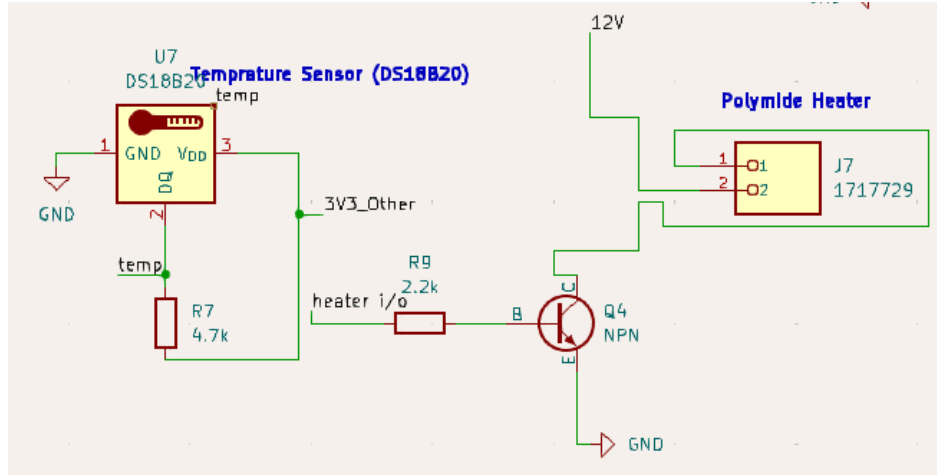 12V
U7
DS18B20
Temprature Sensor (DS18B20)
temp
Polymide Heater
1
GND
VDD
3
DQ
2
GND
3V3_Other
1
1
J7
2
2
1717729
temp
R7
4.7k
heater i/o
R9
2.2k
B
C
E
Q4
NPN
GND